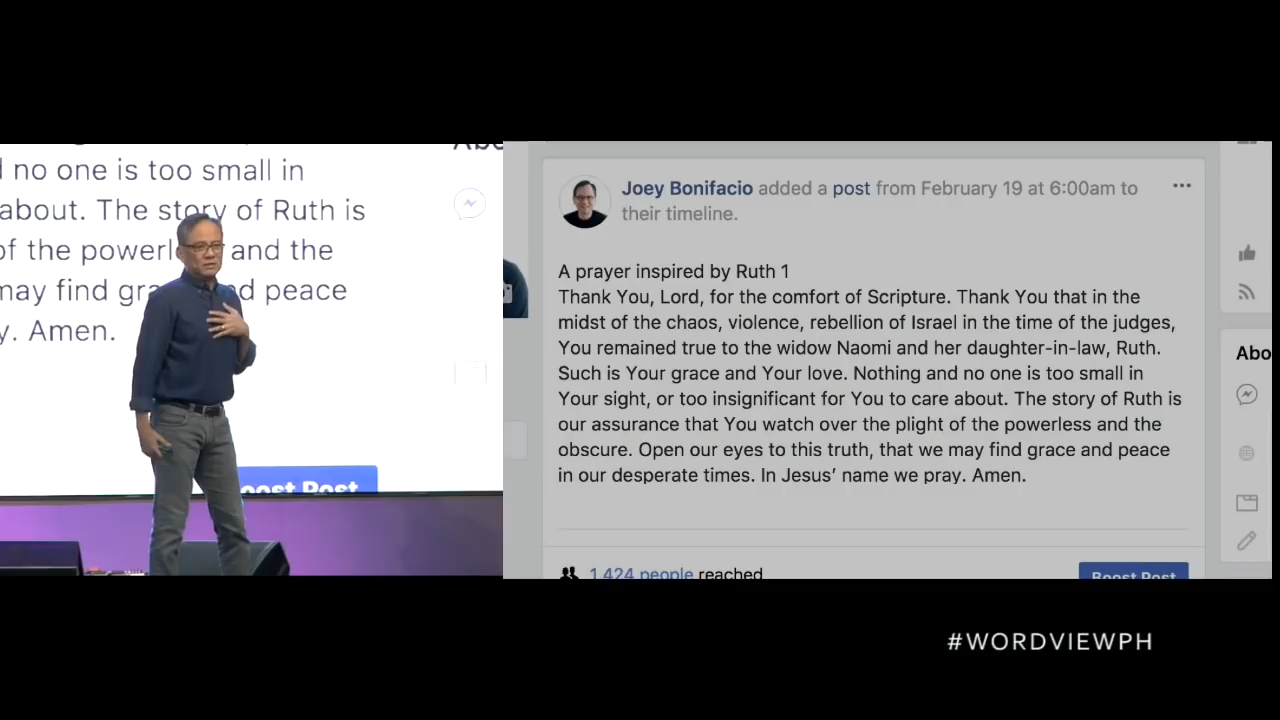 d no one is too small in
about. The story of Ruth is
of the powerl and the
may find gra nd peace
y. Amen.
Boost Post
Joey Bonifacio added a post from February 19 at 6:00am to
their timeline.
A prayer inspired by Ruth 1
Thank You, Lord, for the comfort of Scripture. Thank You that in the
midst of the chaos, violence, rebellion of Israel in the time of the judges,
You remained true to the widow Naomi and her daughter-in-law, Ruth.
Such is Your grace and Your love. Nothing and no one is too small in
Your sight, or too insignificant for You to care about. The story of Ruth is
our assurance that You watch over the plight of the powerless and the
obscure. Open our eyes to this truth, that we may find grace and peace
in our desperate times. In Jesus' name we pray. Amen.
1,424 people reached
Boost Post
Abo
#WORDVIEWPH